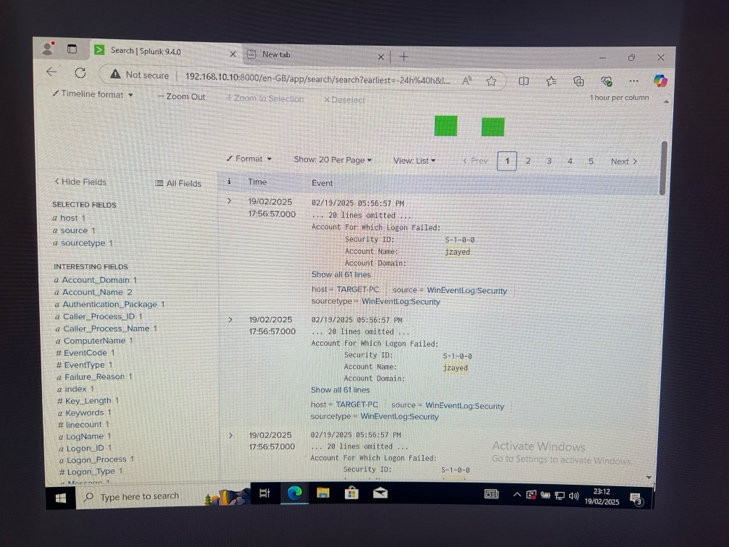 Search | Splunk 9.4.0
New tab
Not secure
192.168.10.10:8000/en-GB/app/search/search?earliest=-24h%40h&l...
Timeline format
— Zoom Out
+ Zoom to Selection
× Deselect
1 hour per column
Format
Show: 20 Per Page
View: List
< Prev
1
2
3
4
5
Next >
< Hide Fields
All Fields
i
Time
Event
SELECTED FIELDS
a host 1
a source 1
a sourcetype 1
INTERESTING FIELDS
a Account_Domain 1
a Account_Name 2
a Authentication_Package 1
a Caller_Process_ID 1
a Caller_Process_Name 1
a ComputerName 1
# EventCode 1
# EventType 1
a Failure_Reason 1
a index 1
# Key_Length 1
a Keywords 1
# linecount 1
a LogName 1
a Logon_ID 1
a Logon_Process 1
# Logon_Type 1
a Message 1
> 19/02/2025
17:56:57.000
02/19/2025 05:56:57 PM
... 20 lines omitted ...
Account For Which Logon Failed:
Security ID: S-1-0-0
Account Name: jzayed
Account Domain:
Show all 61 lines
host = TARGET-PC source = WinEventLog:Security
sourcetype = WinEventLog:Security
> 19/02/2025
17:56:57.000
02/19/2025 05:56:57 PM
... 20 lines omitted ...
Account For Which Logon Failed:
Security ID: S-1-0-0
Account Name: jzayed
Account Domain:
Show all 61 lines
host = TARGET-PC source = WinEventLog:Security
sourcetype = WinEventLog:Security
> 19/02/2025
17:56:57.000
02/19/2025 05:56:57 PM
... 20 lines omitted ...
Account For Which Logon Failed:
Security ID: S-1-0-0
Activate Windows
Go to Settings to activate Windows.
Type here to search
23:12
19/02/2025
3